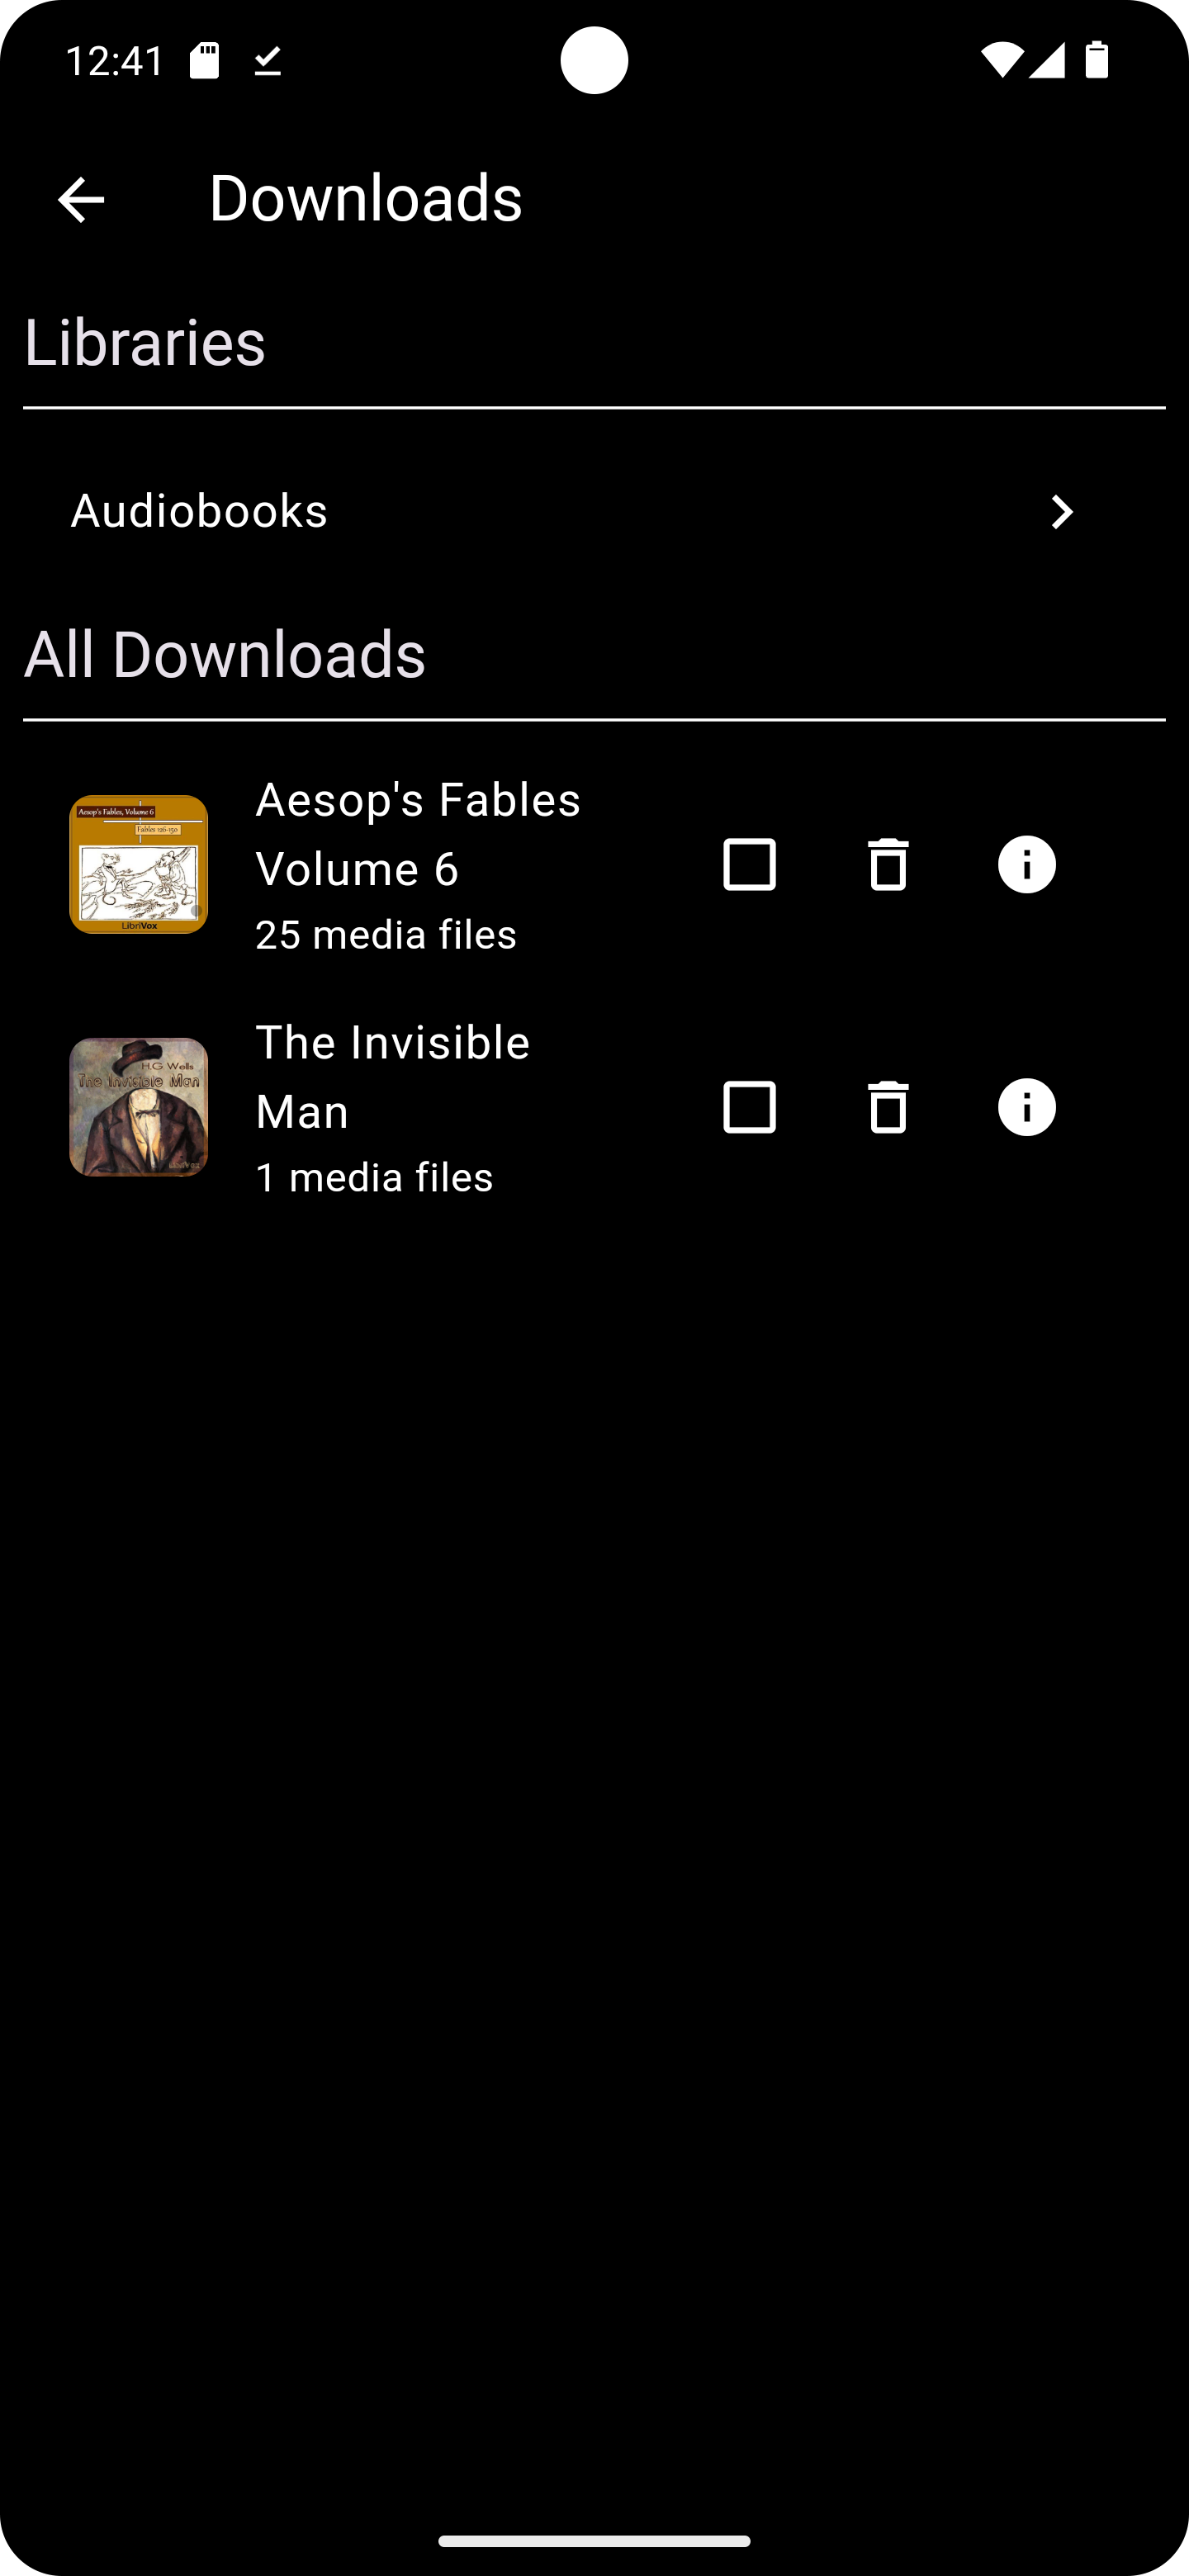 12:41
Downloads
Libraries
Audiobooks
All Downloads
Aesop's Fables, Volume 6
Fables 126-150
LibriVox
Aesop's Fables
Volume 6
25 media files
H.G Wells
The Invisible Man
LibriVox
The Invisible
Man
1 media files